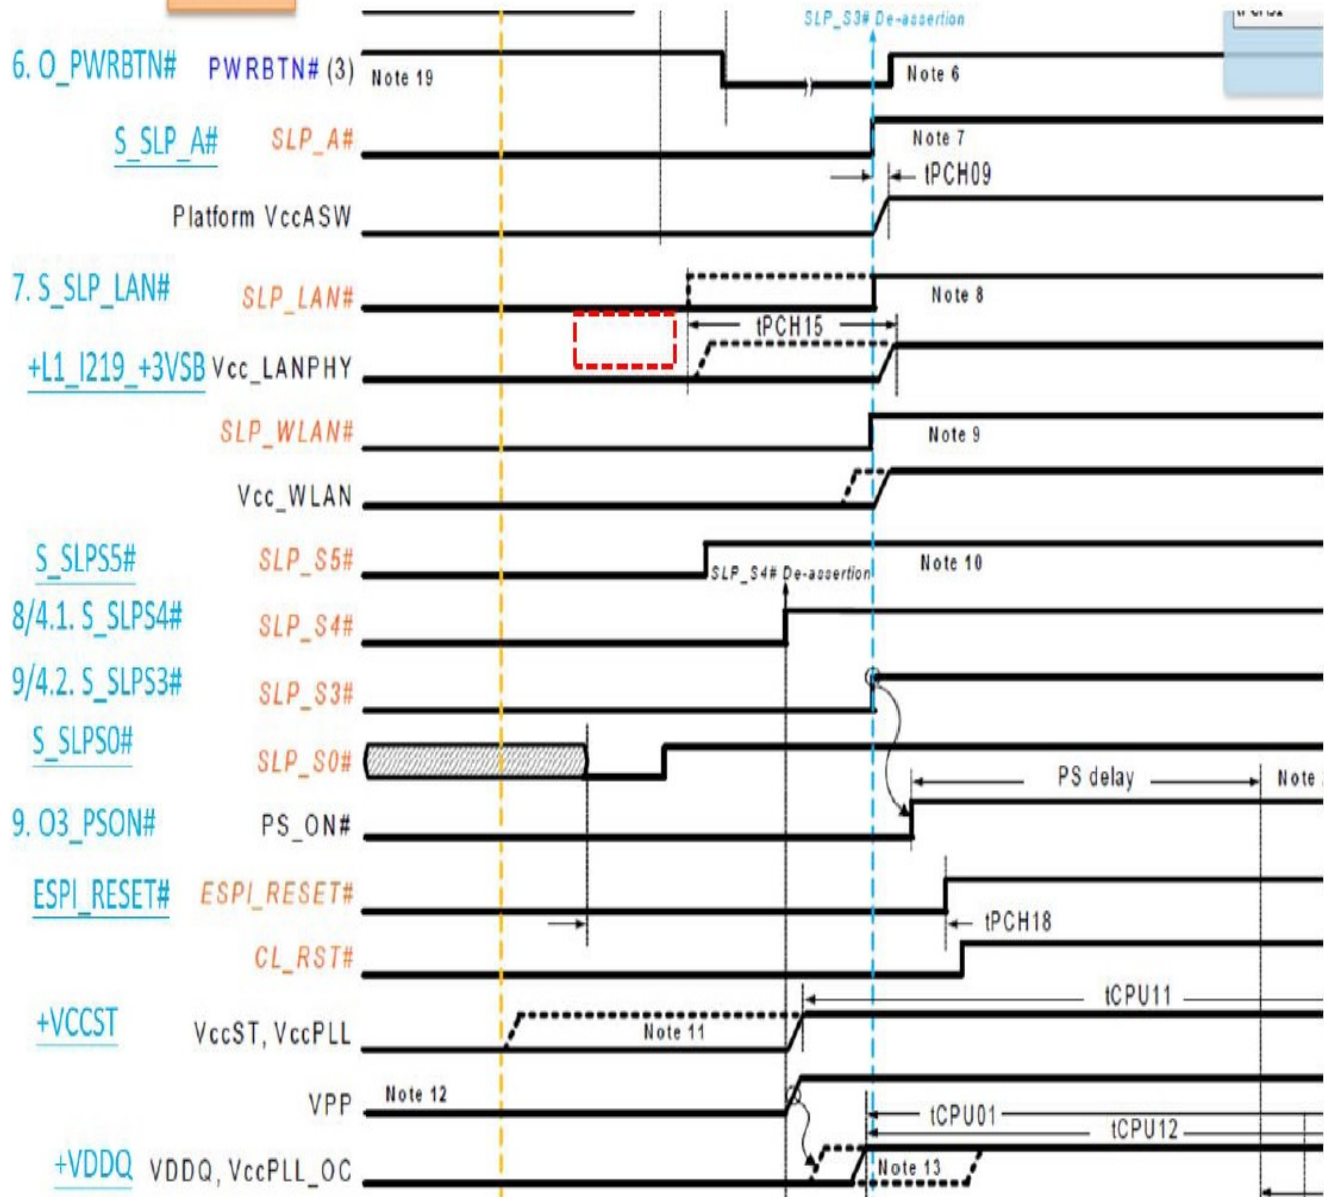 SLP_S3# De-assertion
6. O_PWRBTN# PWRBTN# (3) Note 19 Note 6
S_SLP_A# SLP_A# Note 7
tPCH09
Platform VccASW
7. S_SLP_LAN# SLP_LAN# Note 8
tPCH15
+L1_I219_+3VSB Vcc_LANPHY
SLP_WLAN# Note 9
Vcc_WLAN
S_SLPS5# SLP_S5# Note 10
SLP_S4# De-assertion
8/4.1. S_SLPS4# SLP_S4#
9/4.2. S_SLPS3# SLP_S3#
S_SLPS0# SLP_S0#
PS delay Note
9. O3_PSON# PS_ON#
ESPI_RESET# ESPI_RESET#
tPCH18
CL_RST#
tCPU11
+VCCST VccST, VccPLL Note 11
VPP Note 12
tCPU01
tCPU12
+VDDQ VDDQ, VccPLL_OC Note 13